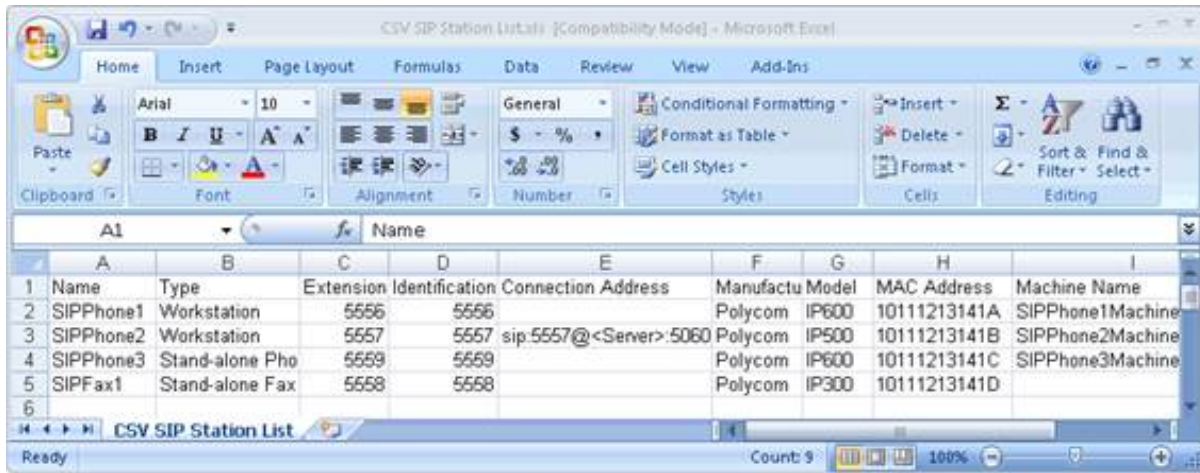 CSV SIP Station List.xls [Compatibility Mode] - Microsoft Excel
Home Insert Page Layout Formulas Data Review View Add-Ins
Paste
Arial 10
B I U A A
A
General
$ % ,
Conditional Formatting
Format as Table
Cell Styles
Insert
Delete
Format
Σ
Sort & Filter
Find & Select
Clipboard Font Alignment Number Styles Cells Editing
A1 fx Name
A B C D E F G H I
1 Name Type Extension Identification Connection Address Manufactu Model MAC Address Machine Name
2 SIPPhone1 Workstation 5556 5556 Polycom IP600 10111213141A SIPPhone1Machine
3 SIPPhone2 Workstation 5557 5557 sip:5557@<Server>:5060 Polycom IP500 10111213141B SIPPhone2Machine
4 SIPPhone3 Stand-alone Pho 5559 5559 Polycom IP600 10111213141C SIPPhone3Machine
5 SIPFax1 Stand-alone Fax 5558 5558 Polycom IP300 10111213141D
6
CSV SIP Station List
Ready Count: 9 100%